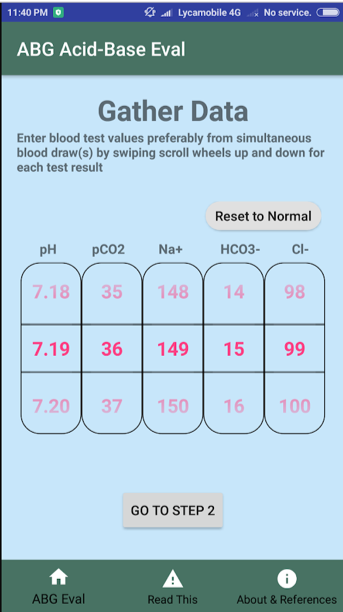 11:40 PM Lycamobile 4G No service.
ABG Acid-Base Eval
Gather Data
Enter blood test values preferably from simultaneous
blood draw(s) by swiping scroll wheels up and down for
each test result
Reset to Normal
pH pCO2 Na+ HCO3- Cl-
7.18 35 148 14 98
7.19 36 149 15 99
7.20 37 150 16 100
GO TO STEP 2
ABG Eval Read This About & References